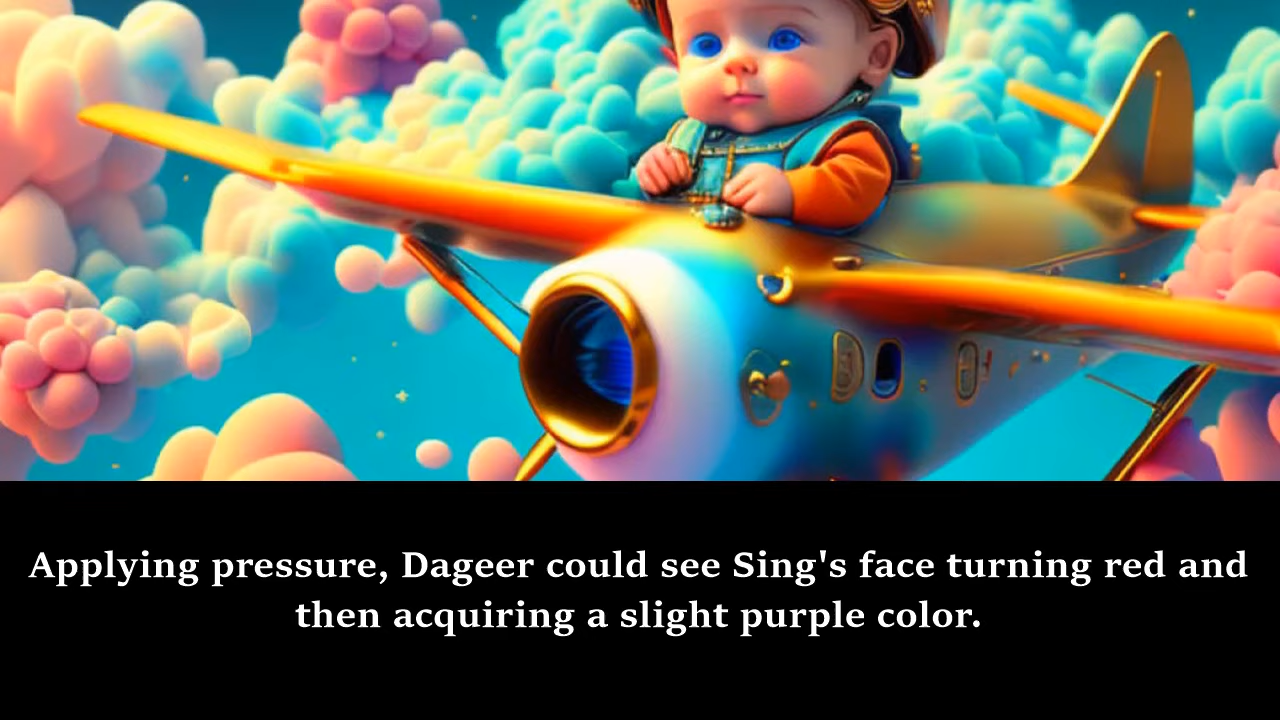 Applying pressure, Dageer could see Sing's face turning red and
then acquiring a slight purple color.